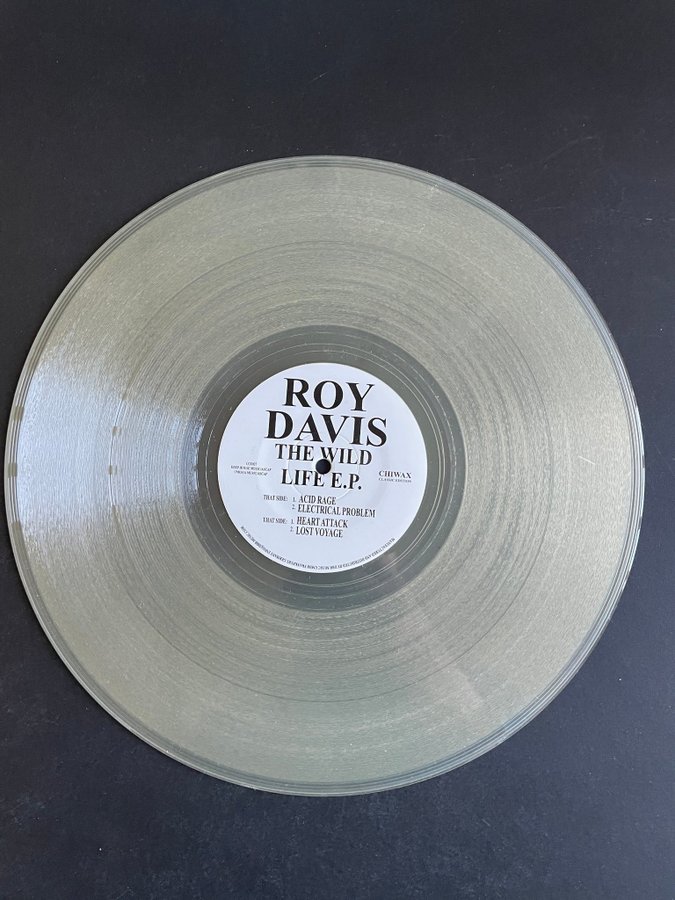 ROY
DAVIS
THE WILD
LIFE E.P.
CHIWAX
CLASSIC EDITION
THAT SIDE: 1. ACID RAGE
2. ELECTRICAL PROBLEM
THAT SIDE: 1. HEART ATTACK
2. LOST VOYAGE